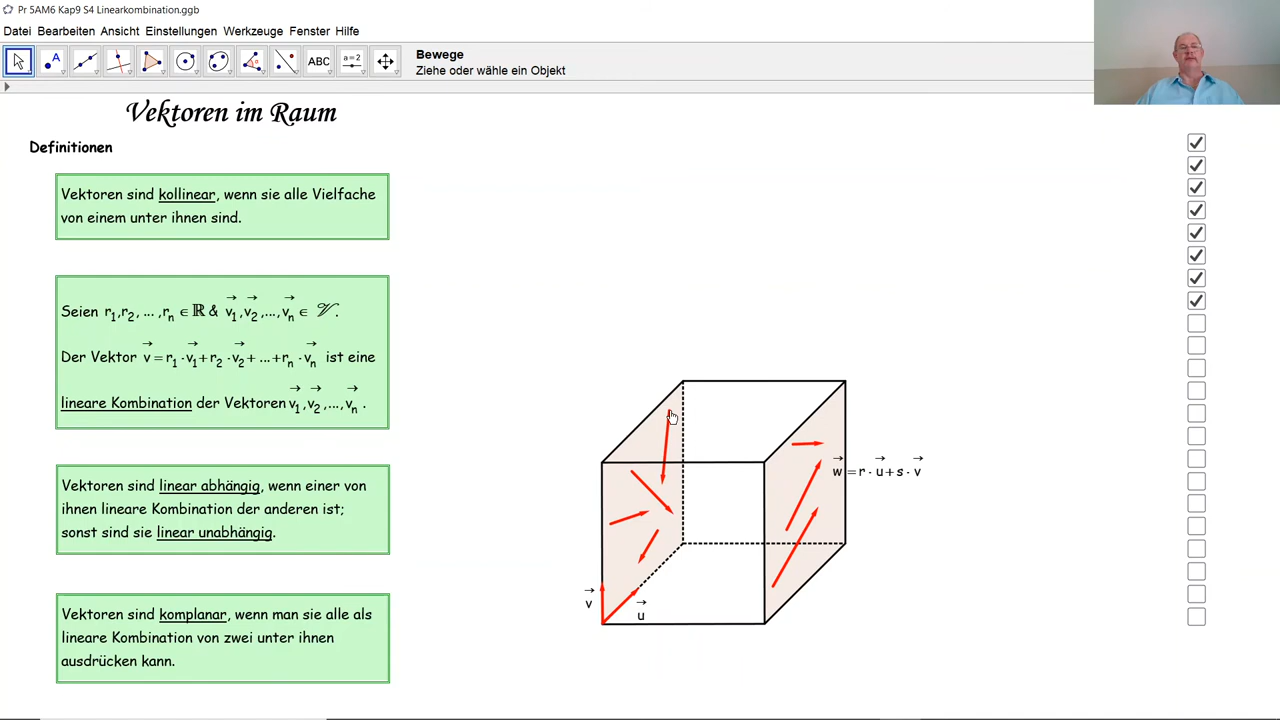 Pr 5AM6 Kap9 S4 Linearkombination.ggb
Datei Bearbeiten Ansicht Einstellungen Werkzeuge Fenster Hilfe
A
ABC
a=2
Bewege
Ziehe oder wähle ein Objekt
Vektoren im Raum
Definitionen
Vektoren sind kollinear, wenn sie alle Vielfache
von einem unter ihnen sind.
Seien r₁,r₂, ... ,rₙ ∈ ℝ & v⃗₁,v⃗₂,...,v⃗ₙ ∈ 𝒱.
Der Vektor v⃗ = r₁·v⃗₁+r₂·v⃗₂+ ...+rₙ·v⃗ₙ ist eine
lineare Kombination der Vektoren v⃗₁,v⃗₂,...,v⃗ₙ .
Vektoren sind linear abhängig, wenn einer von
ihnen lineare Kombination der anderen ist;
sonst sind sie linear unabhängig.
Vektoren sind komplanar, wenn man sie alle als
lineare Kombination von zwei unter ihnen
ausdrücken kann.
w⃗ =r·u⃗+s·v⃗
v⃗
u⃗